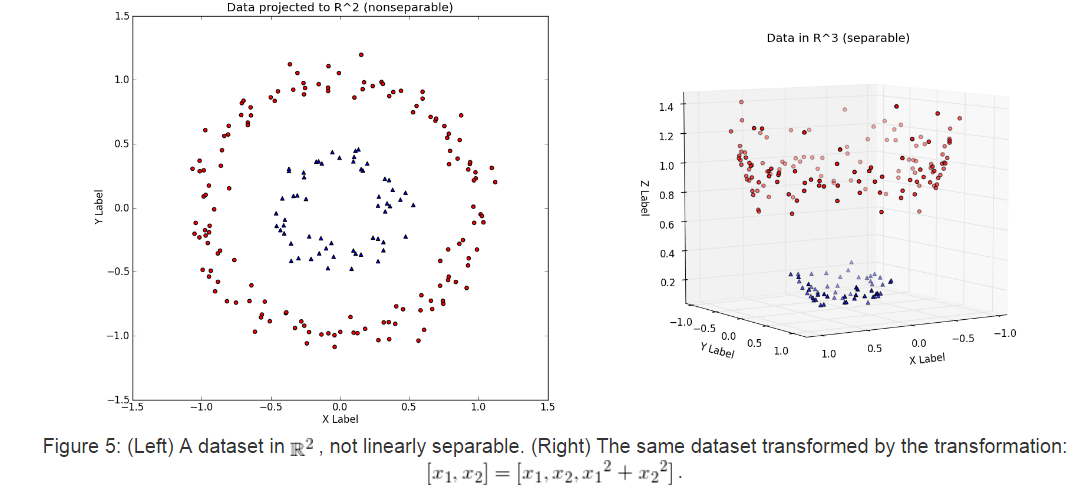 Data projected to R^2 (nonseparable)
1.5
1.0
0.5
0.0
−0.5
−1.0
−1.5
Y Label
−1.5 −1.0 −0.5 0.0 0.5 1.0 1.5
X Label
Data in R^3 (separable)
1.4
1.2
1.0
0.8
0.6
0.4
0.2
Z Label
−1.0 −0.5 0.0 0.5 1.0
Y Label
1.0 0.5 0.0 −0.5 −1.0
X Label
Figure 5: (Left) A dataset in ℝ², not linearly separable. (Right) The same dataset transformed by the transformation:
[x₁, x₂] = [x₁, x₂, x₁² + x₂²].